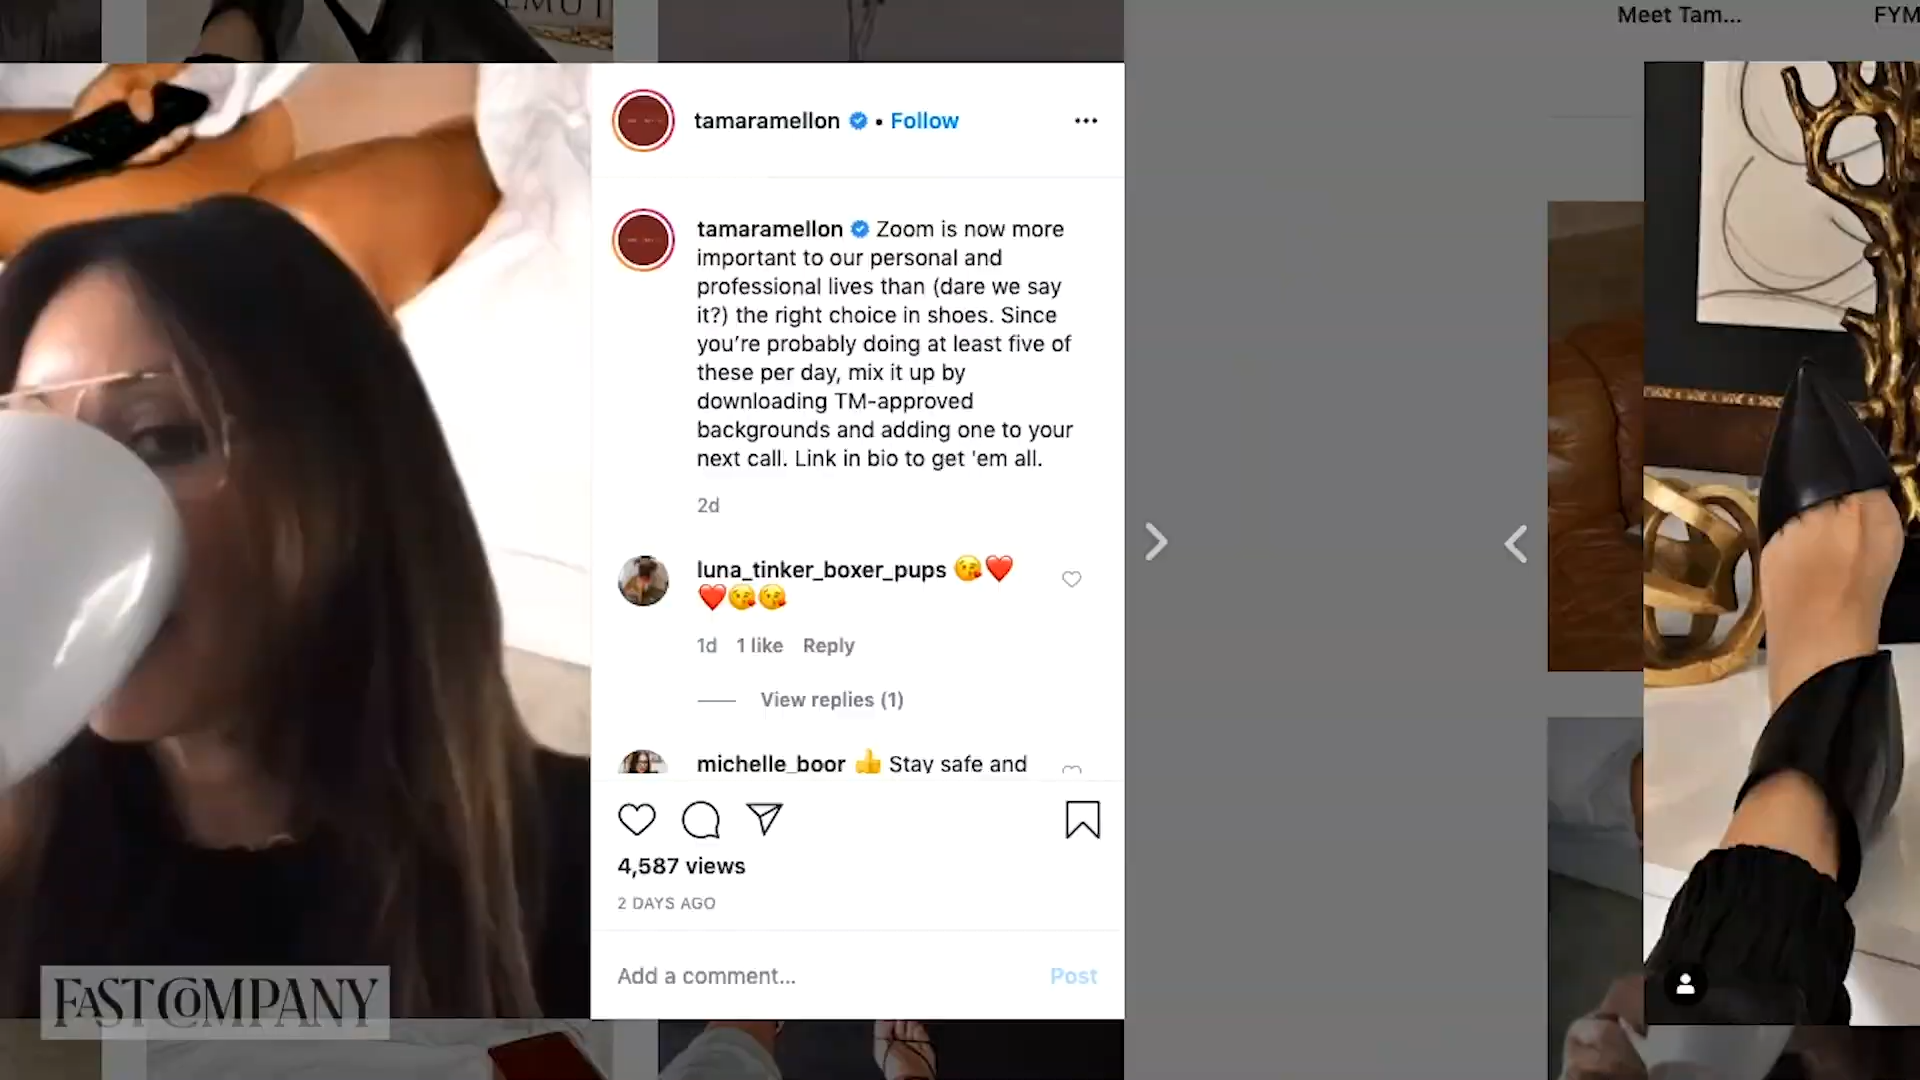 Meet Tam...
FYM
tamaramellon • Follow
tamaramellon Zoom is now more
important to our personal and
professional lives than (dare we say
it?) the right choice in shoes. Since
you’re probably doing at least five of
these per day, mix it up by
downloading TM-approved
backgrounds and adding one to your
next call. Link in bio to get 'em all.
2d
luna_tinker_boxer_pups 😘❤️
❤️😘😘
1d 1 like Reply
View replies (1)
michelle_boor 👍 Stay safe and
4,587 views
2 DAYS AGO
Add a comment... Post
FAST COMPANY